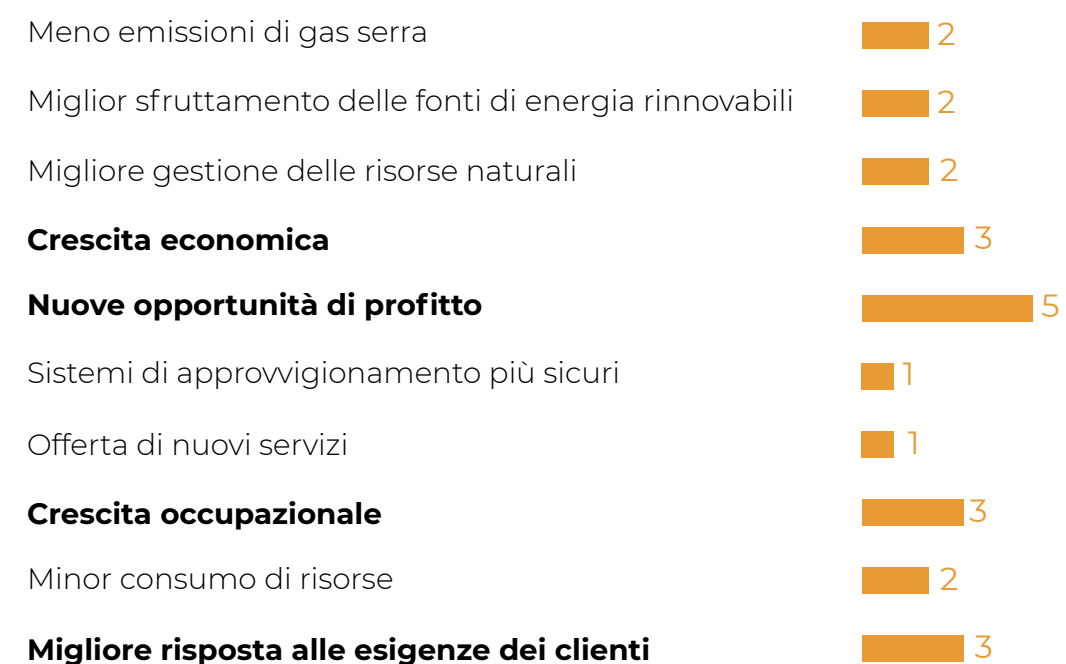 Meno emissioni di gas serra 2
Miglior sfruttamento delle fonti di energia rinnovabili 2
Migliore gestione delle risorse naturali 2
Crescita economica 3
Nuove opportunità di profitto 5
Sistemi di approvvigionamento più sicuri 1
Offerta di nuovi servizi 1
Crescita occupazionale 3
Minor consumo di risorse 2
Migliore risposta alle esigenze dei clienti 3